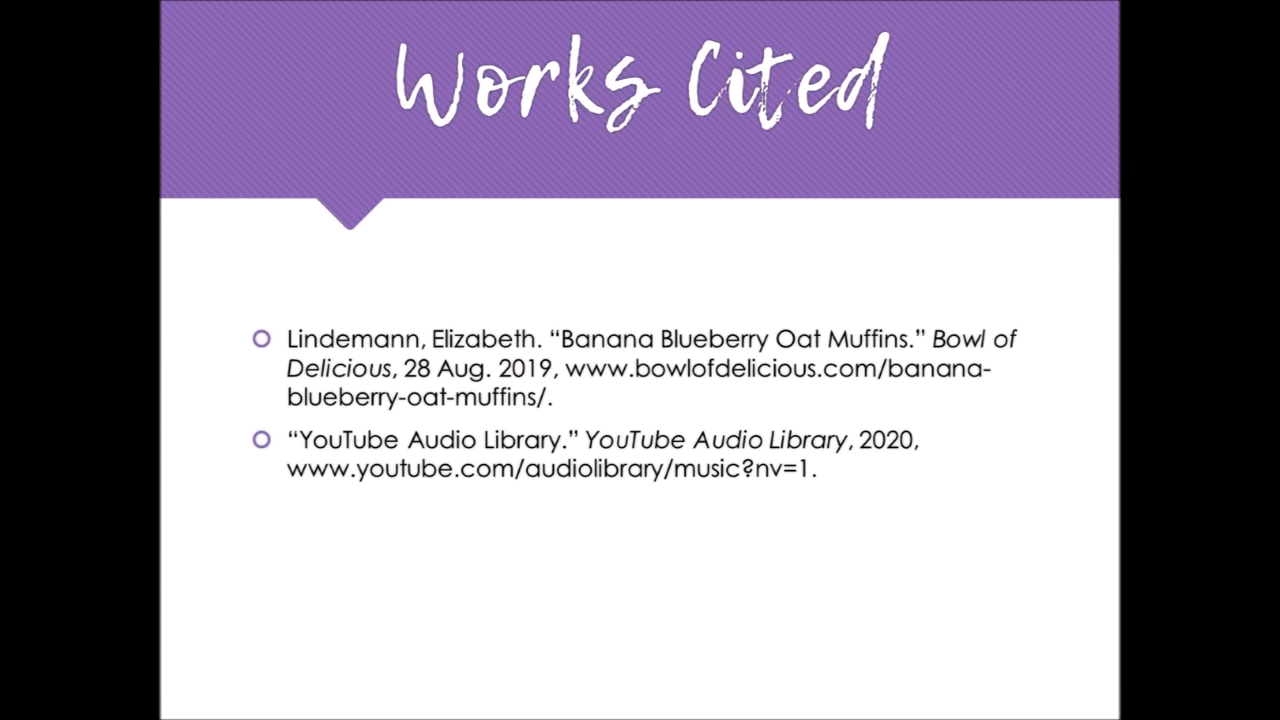 Works Cited
Lindemann, Elizabeth. “Banana Blueberry Oat Muffins.” Bowl of
Delicious, 28 Aug. 2019, www.bowlofdelicious.com/banana-
blueberry-oat-muffins/.
“YouTube Audio Library.” YouTube Audio Library, 2020,
www.youtube.com/audiolibrary/music?nv=1.